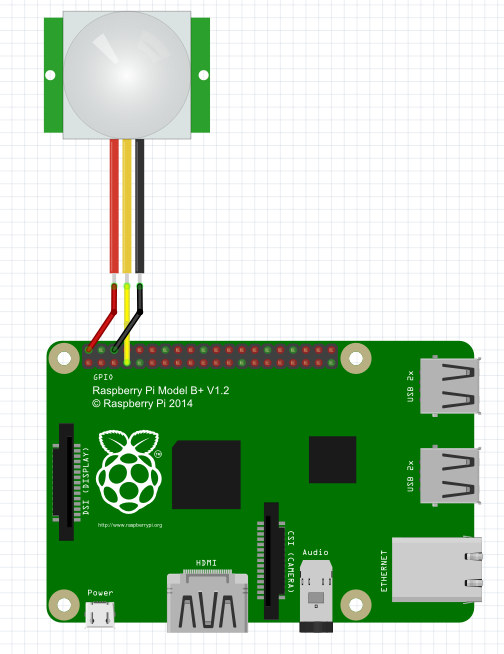 GPIO
Raspberry Pi Model B+ V1.2
© Raspberry Pi 2014
USB 2x
DSI (DISPLAY)
TM
http://www.raspberrypi.org
USB 2x
CSI (CAMERA)
Audio
ETHERNET
HDMI
Power